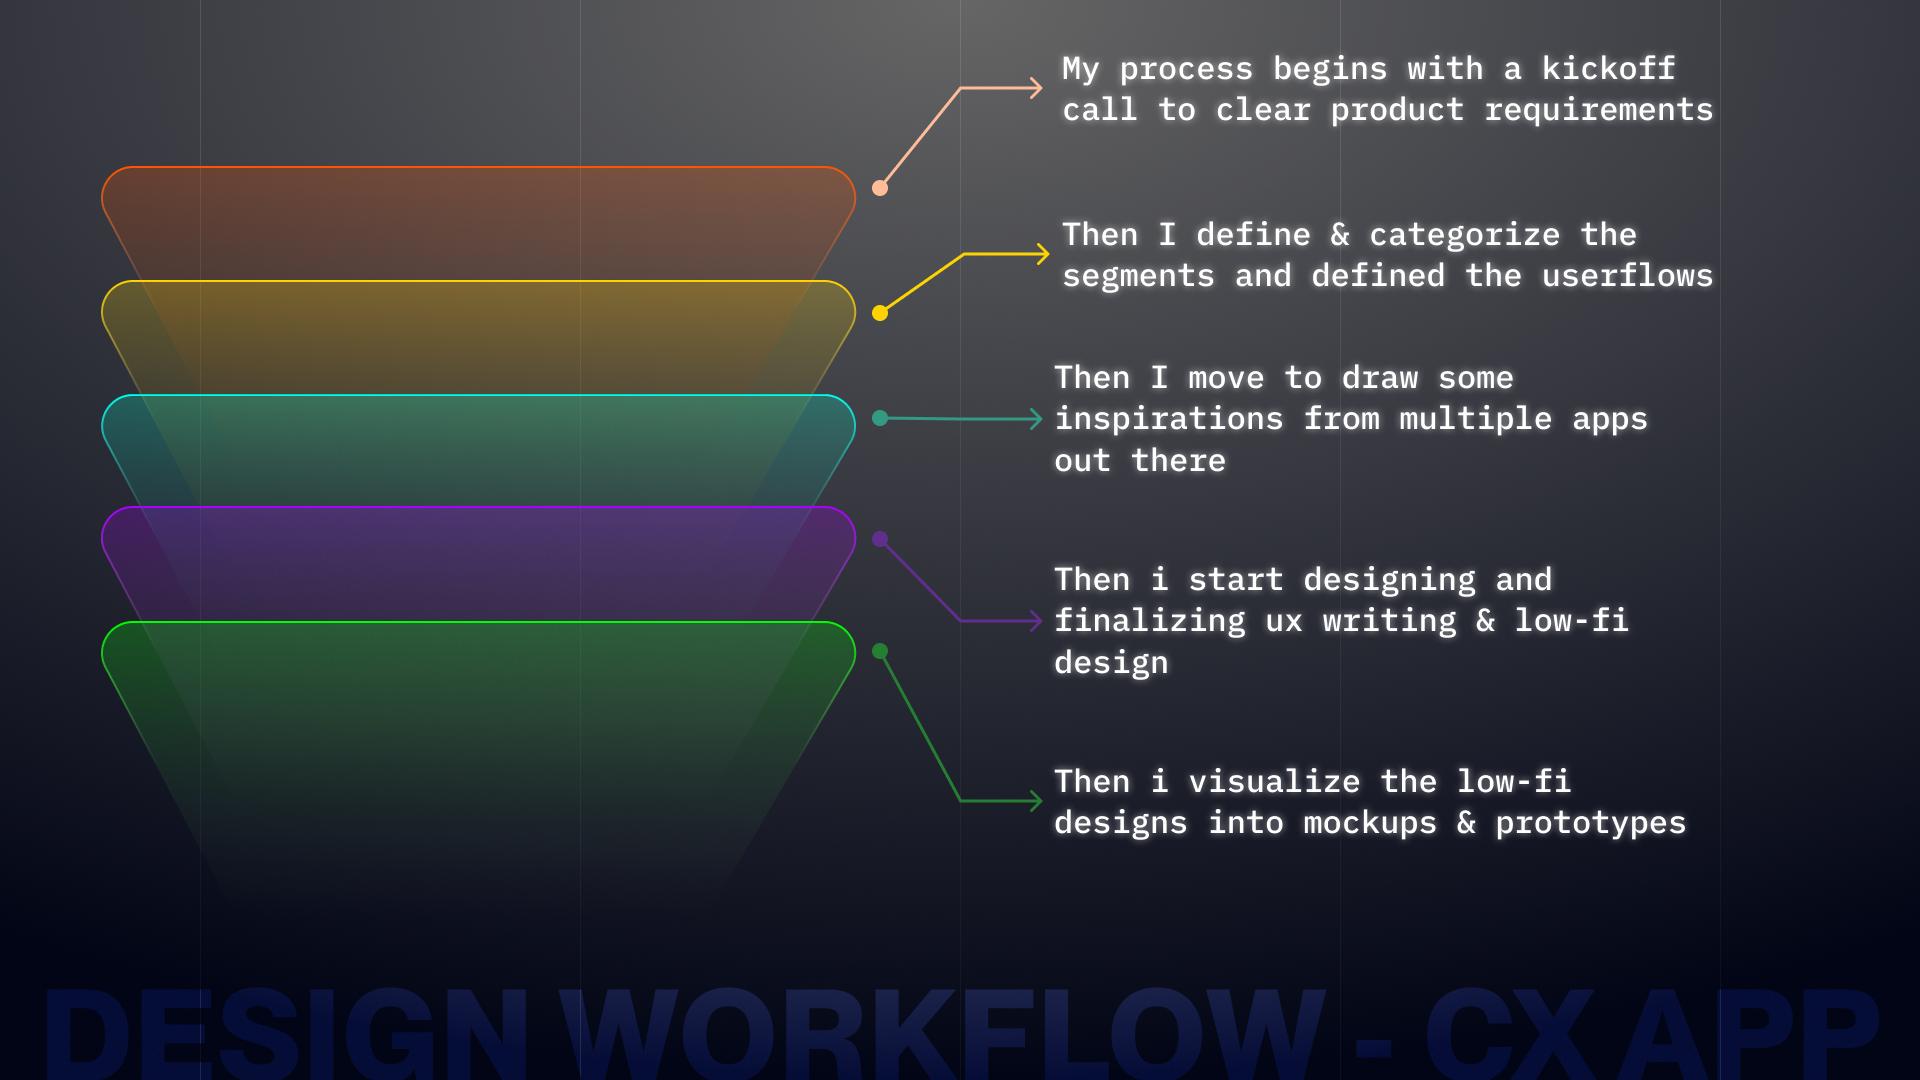 My process begins with a kickoff
call to clear product requirements
Then I define & categorize the
segments and defined the userflows
Then I move to draw some
inspirations from multiple apps
out there
Then i start designing and
finalizing ux writing & low-fi
design
Then i visualize the low-fi
designs into mockups & prototypes
DESIGN WORKFLOW - CX APP